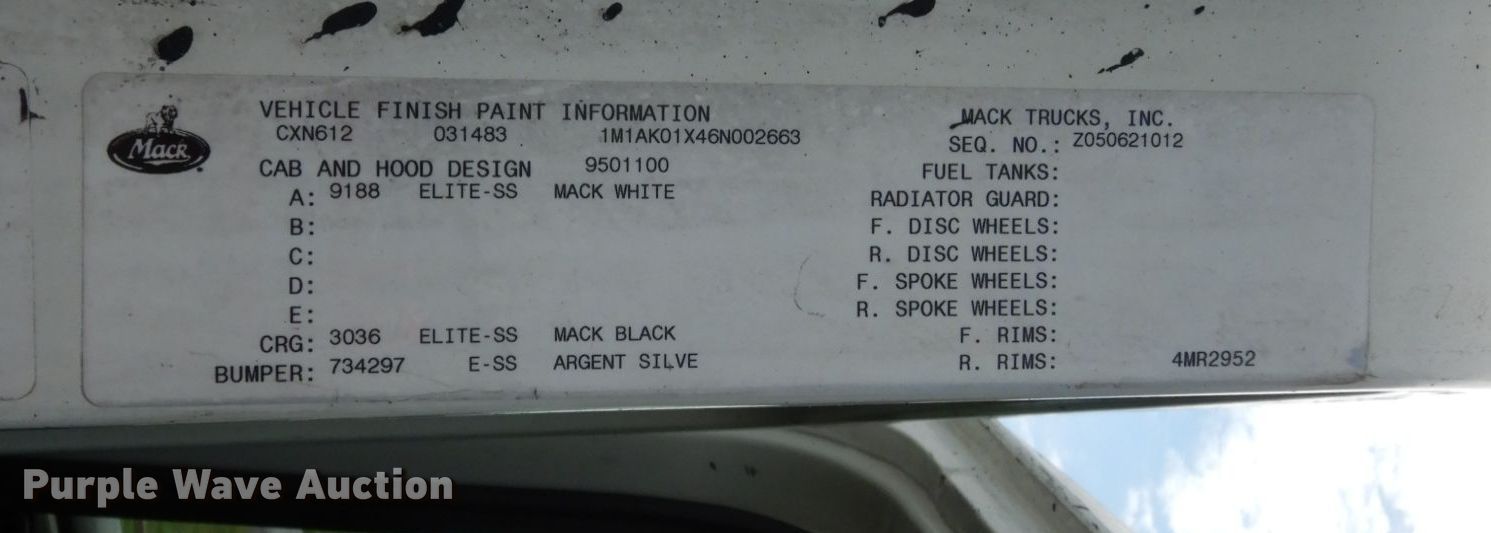 VEHICLE FINISH PAINT INFORMATION MACK TRUCKS, INC.
CXN612 031483 1M1AK01X46N002663 SEQ. NO.: Z050621012
Mack
CAB AND HOOD DESIGN 9501100 FUEL TANKS:
A: 9188 ELITE-SS MACK WHITE RADIATOR GUARD:
B: F. DISC WHEELS:
C: R. DISC WHEELS:
D: F. SPOKE WHEELS:
E: R. SPOKE WHEELS:
CRG: 3036 ELITE-SS MACK BLACK F. RIMS:
BUMPER: 734297 E-SS ARGENT SILVE R. RIMS: 4MR2952
Purple Wave Auction